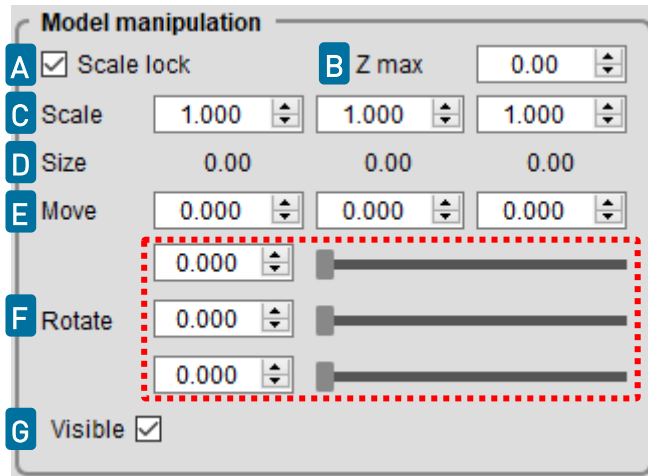 Model manipulation
A Scale lock B Z max 0.00
C Scale 1.000 1.000 1.000
D Size 0.00 0.00 0.00
E Move 0.000 0.000 0.000
0.000
F Rotate 0.000
0.000
G Visible